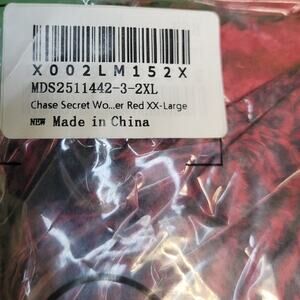 X002LM152X
MDS2511442-3-2XL
Chase Secret Wo...er Red XX-Large
NEW Made in China